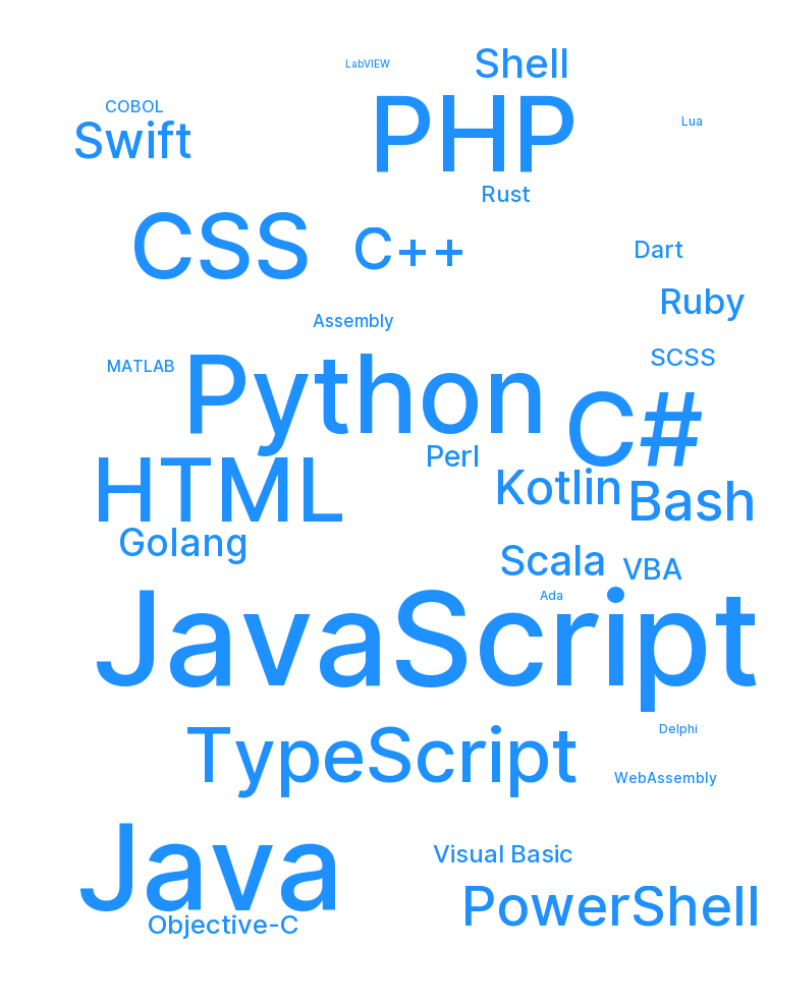 LabVIEW
Shell
COBOL
PHP
Lua
Swift
Rust
CSS
C++
Dart
Ruby
Assembly
MATLAB
SCSS
Python
C#
Perl
HTML
Kotlin
Bash
Golang
Scala
VBA
Ada
JavaScript
Delphi
TypeScript
WebAssembly
Java
Visual Basic
PowerShell
Objective-C